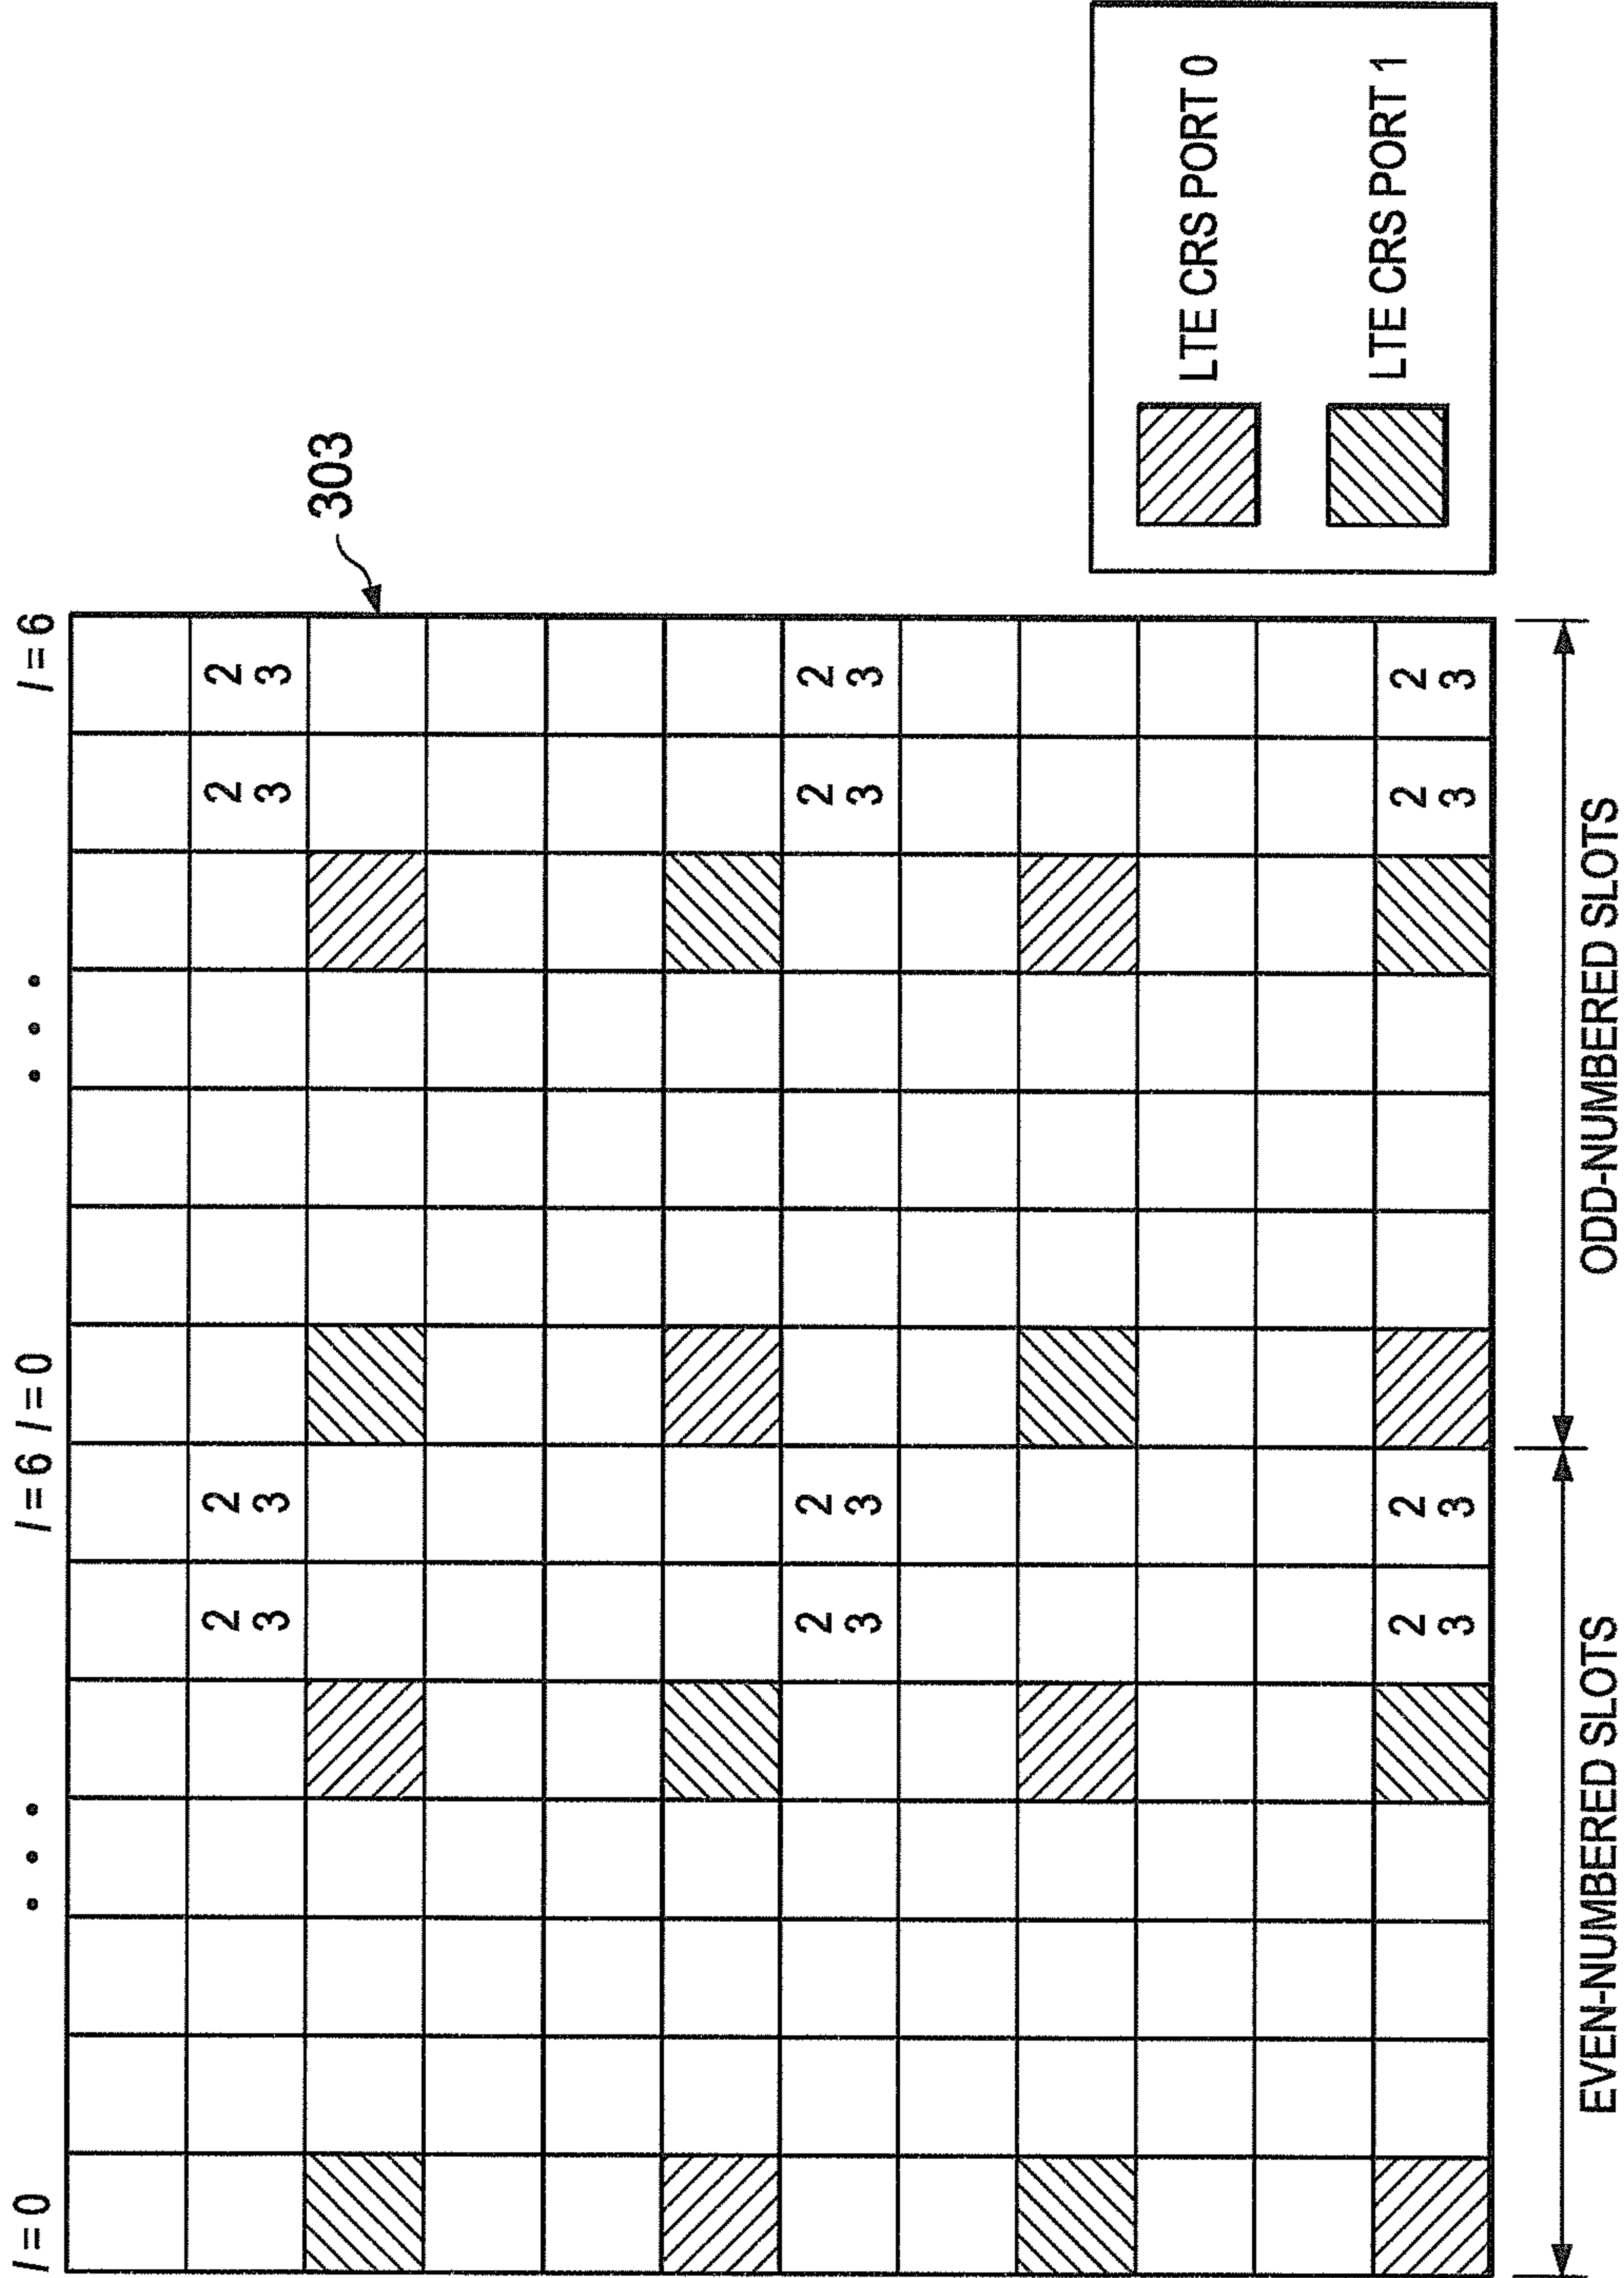 l = 0 • • • l = 6 l = 0 • • • l = 6
2 2 2 2
3 3 3 3
303
2 2 2 2
3 3 3 3
2 2 2 2
3 3 3 3
EVEN-NUMBERED SLOTS ODD-NUMBERED SLOTS
LTE CRS PORT 0
LTE CRS PORT 1